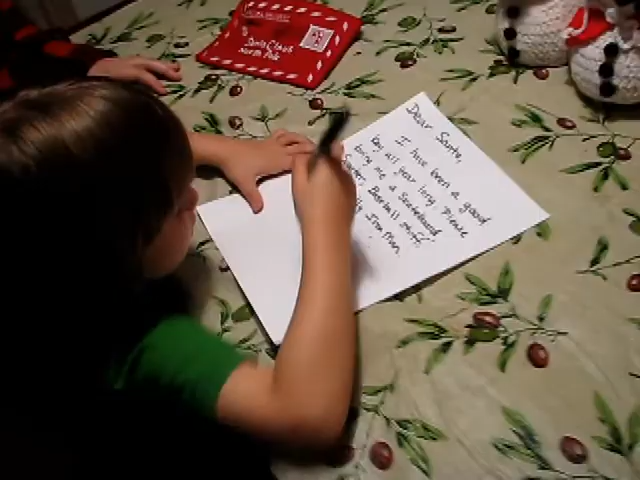 Santa Claus
North Pole
Dear Santa,
I have been a good
boy all year long please
bring me a Skateboard
Baseball stuff,
Iron Man.